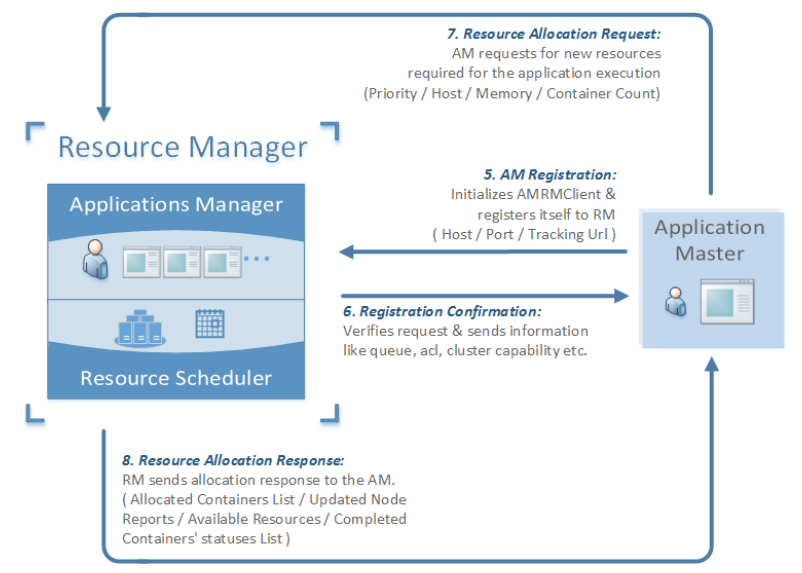 7. Resource Allocation Request:
AM requests for new resources
required for the application execution
(Priority / Host / Memory / Container Count)
Resource Manager
Applications Manager
Resource Scheduler
5. AM Registration:
Initializes AMRMClient &
registers itself to RM
( Host / Port / Tracking Url )
Application
Master
6. Registration Confirmation:
Verifies request & sends information
like queue, acl, cluster capability etc.
8. Resource Allocation Response:
RM sends allocation response to the AM.
( Allocated Containers List / Updated Node
Reports / Available Resources / Completed
Containers' statuses List )